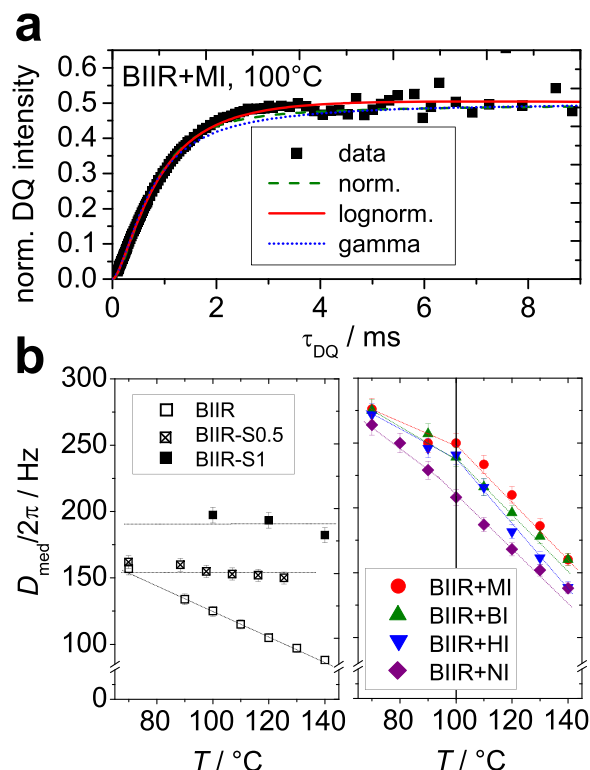 a
BIIR+MI, 100°C
norm. DQ intensity
0.6
0.5
0.4
0.3
0.2
0.1
0.0
data
norm.
lognorm.
gamma
0 2 4 6 8
τDQ / ms
b
Dmed/2π / Hz
300
250
200
150
100
0
BIIR
BIIR-S0.5
BIIR-S1
80 100 120 140
T / °C
BIIR+MI
BIIR+BI
BIIR+HI
BIIR+NI
80 100 120 140
T / °C